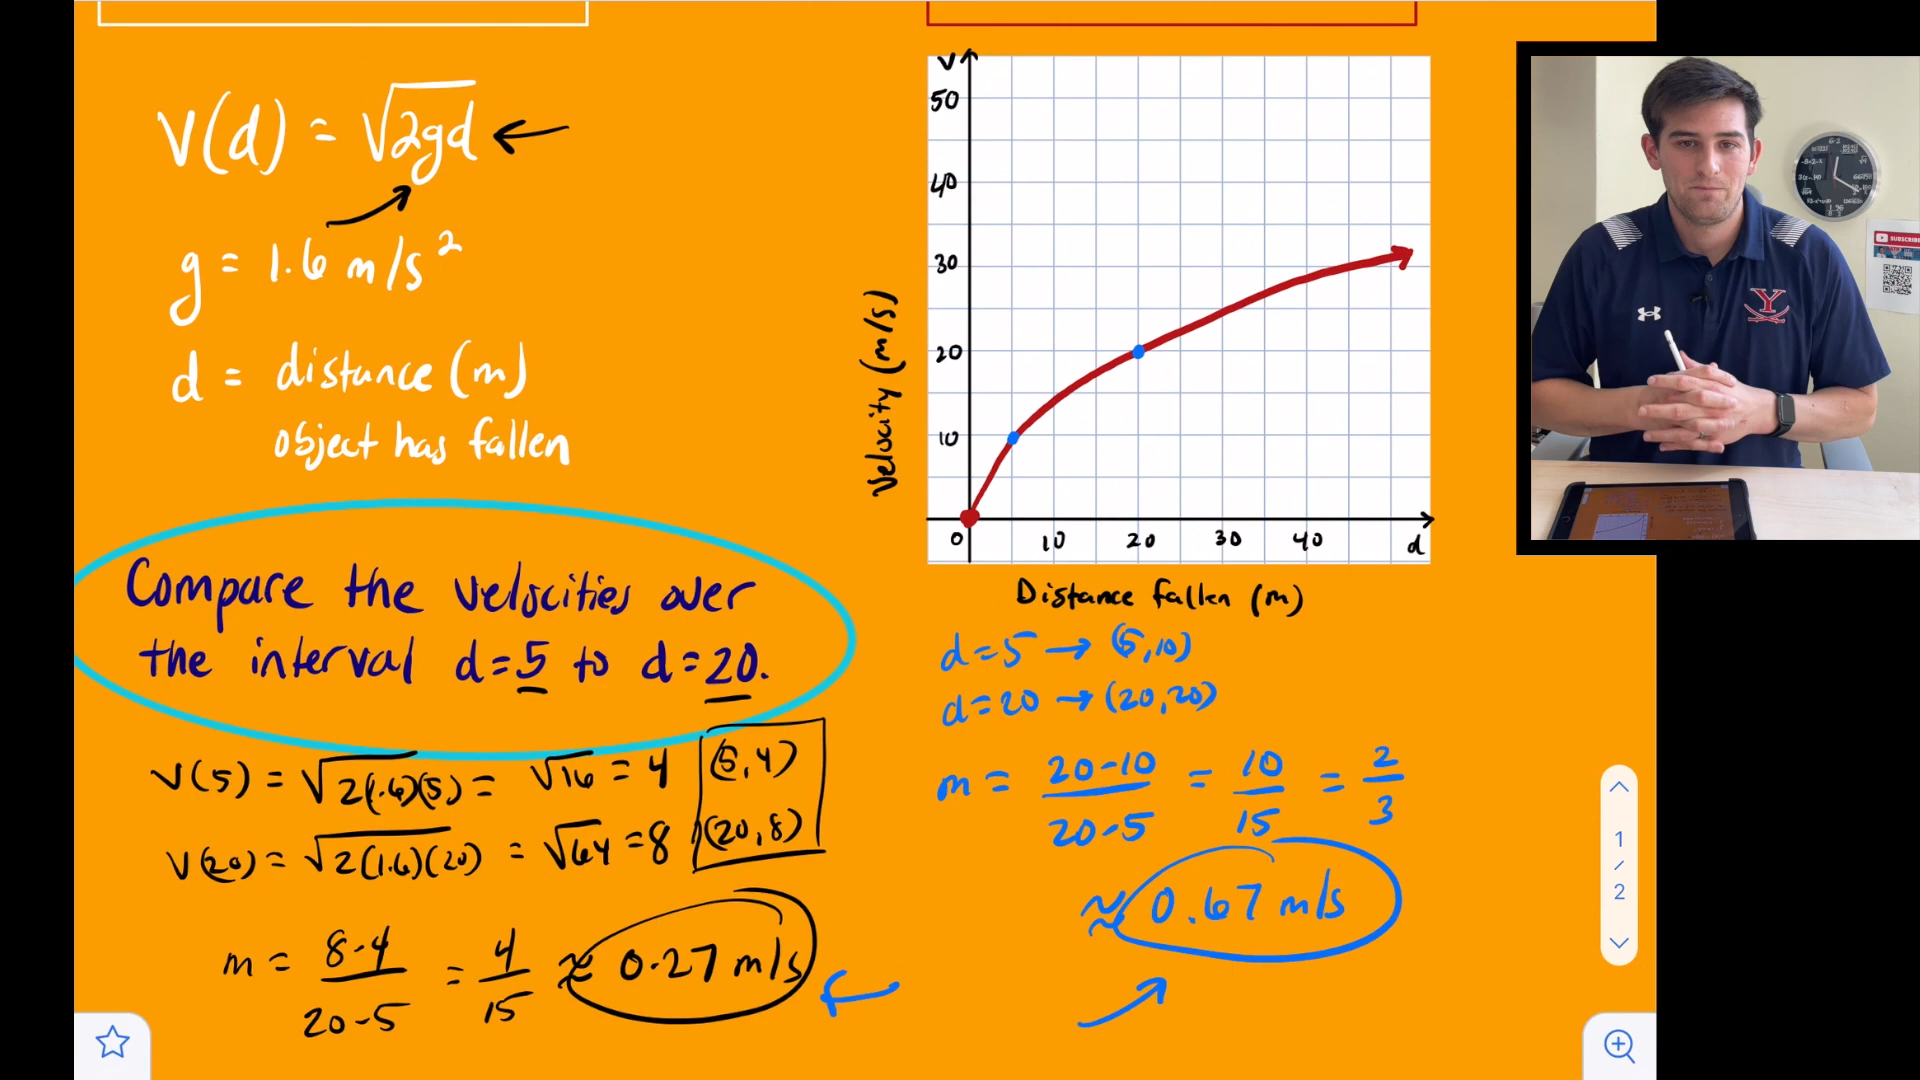 V(d) = √2gd
g = 1.6 m/s²
d = distance (m)
object has fallen
Compare the velocities over
the interval d=5 to d=20.
V(5) = √2(1.6)(5) = √16 = 4 (5,4)
V(20) = √2(1.6)(20) = √64 = 8 (20,8)
m = 8-4/20-5 = 4/15 ≈ 0.27 m/s
V
50
40
30
20
10
0 10 20 30 40 d
Velocity (m/s)
Distance fallen (m)
d=5 → (5,10)
d=20 → (20,20)
m = 20-10/20-5 = 10/15 = 2/3
≈ 0.67 m/s
Y
SUBSCRIBE
1
/
2